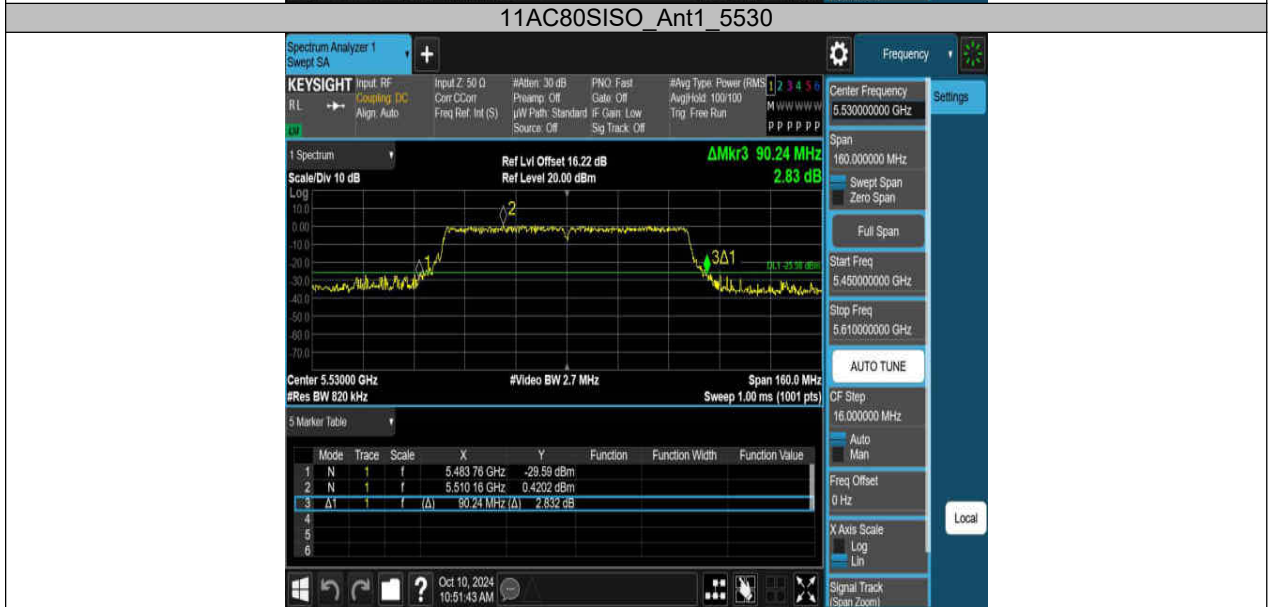 11AC80SISO_Ant1_5530
Spectrum Analyzer 1
Swept SA
+
Frequency
KEYSIGHT Input: RF Input Z: 50 Ω #Atten: 30 dB PNO: Fast #Avg Type: Power (RMS 1 2 3 4 5 6
RL Coupling: DC Corr CCorr Preamp: Off Gate: Off Avg|Hold: 100/100 M W W W W W
Align: Auto Freq Ref: Int (S) µW Path: Standard IF Gain: Low Trig: Free Run
Source: Off Sig Track: Off P P P P P P
1 Spectrum
Ref Lvl Offset 16.22 dB
ΔMkr3 90.24 MHz
Scale/Div 10 dB
Ref Level 20.00 dBm
2.83 dB
Log
10.0
0.00
-10.0
-20.0
-30.0
-40.0
-50.0
-60.0
-70.0
2
1
3Δ1
DL1 -25.58 dBm
Center 5.53000 GHz #Video BW 2.7 MHz Span 160.0 MHz
#Res BW 820 kHz Sweep 1.00 ms (1001 pts)
5 Marker Table
Mode Trace Scale X Y Function Function Width Function Value
1 N 1 f 5.483 76 GHz -29.59 dBm
2 N 1 f 5.510 16 GHz 0.4202 dBm
3 Δ1 1 f (Δ) 90.24 MHz (Δ) 2.832 dB
4
5
6
?
Oct 10, 2024
10:51:43 AM
Center Frequency
5.530000000 GHz
Settings
Span
160.000000 MHz
Swept Span
Zero Span
Full Span
Start Freq
5.450000000 GHz
Stop Freq
5.610000000 GHz
AUTO TUNE
CF Step
16.000000 MHz
Auto
Man
Freq Offset
0 Hz
X Axis Scale
Log
Lin
Local
Signal Track
(Span Zoom)